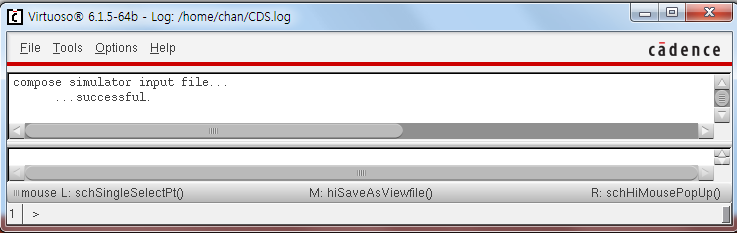 Virtuoso® 6.1.5-64b - Log: /home/chan/CDS.log
File Tools Options Help cādence
compose simulator input file...
...successful.
mouse L: schSingleSelectPt() M: hiSaveAsViewfile() R: schHiMousePopUp()
1 >